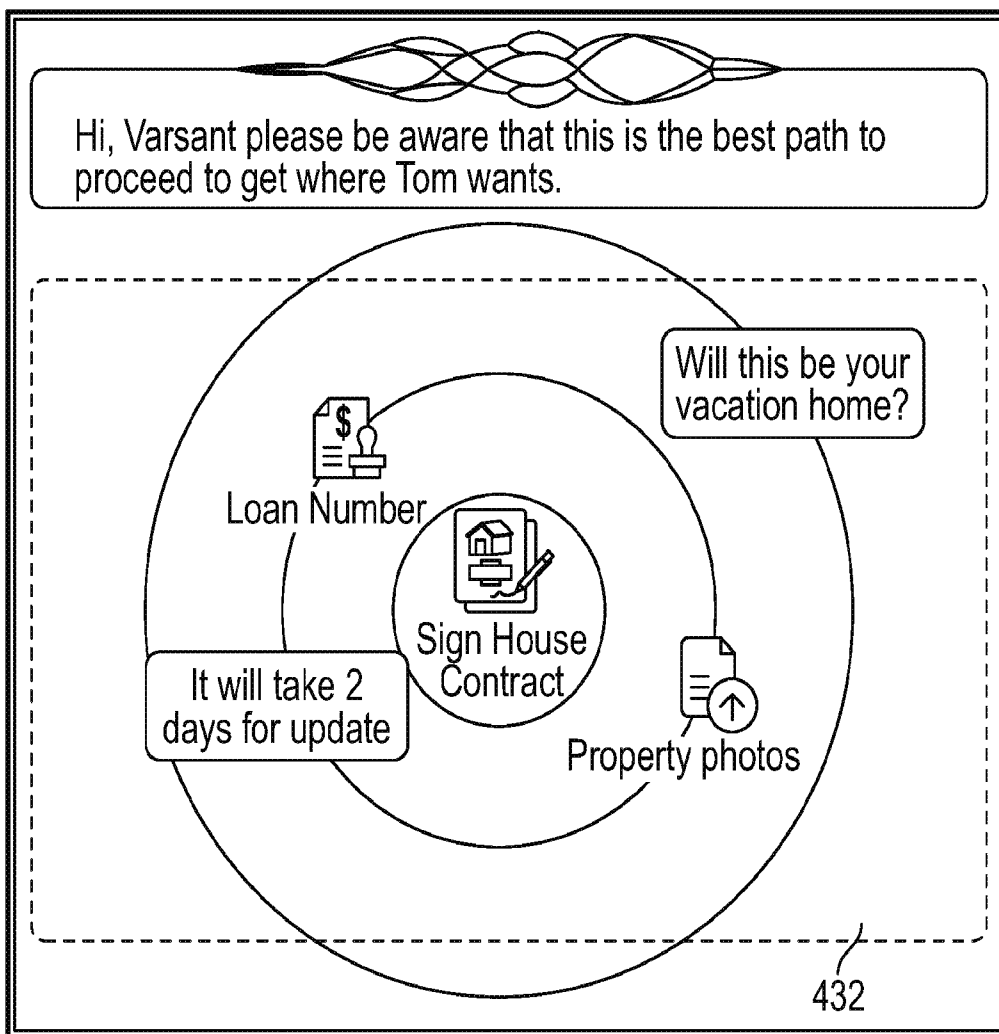 Hi, Varsant please be aware that this is the best path to
proceed to get where Tom wants.
Will this be your
vacation home?
$
Loan Number
Sign House
Contract
It will take 2
days for update
Property photos
432